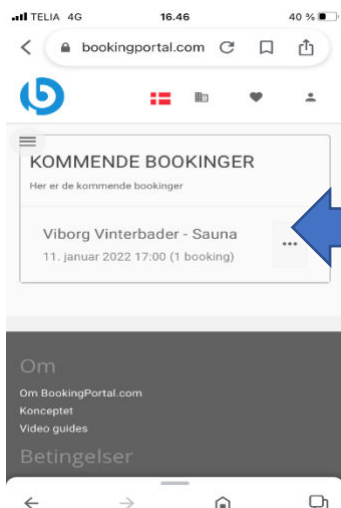 TELIA 4G 16.46 40 %
bookingportal.com
KOMMENDE BOOKINGER
Her er de kommende bookinger
Viborg Vinterbader - Sauna
11. januar 2022 17:00 (1 booking)
Om
Om BookingPortal.com
Konceptet
Video guides
Betingelser